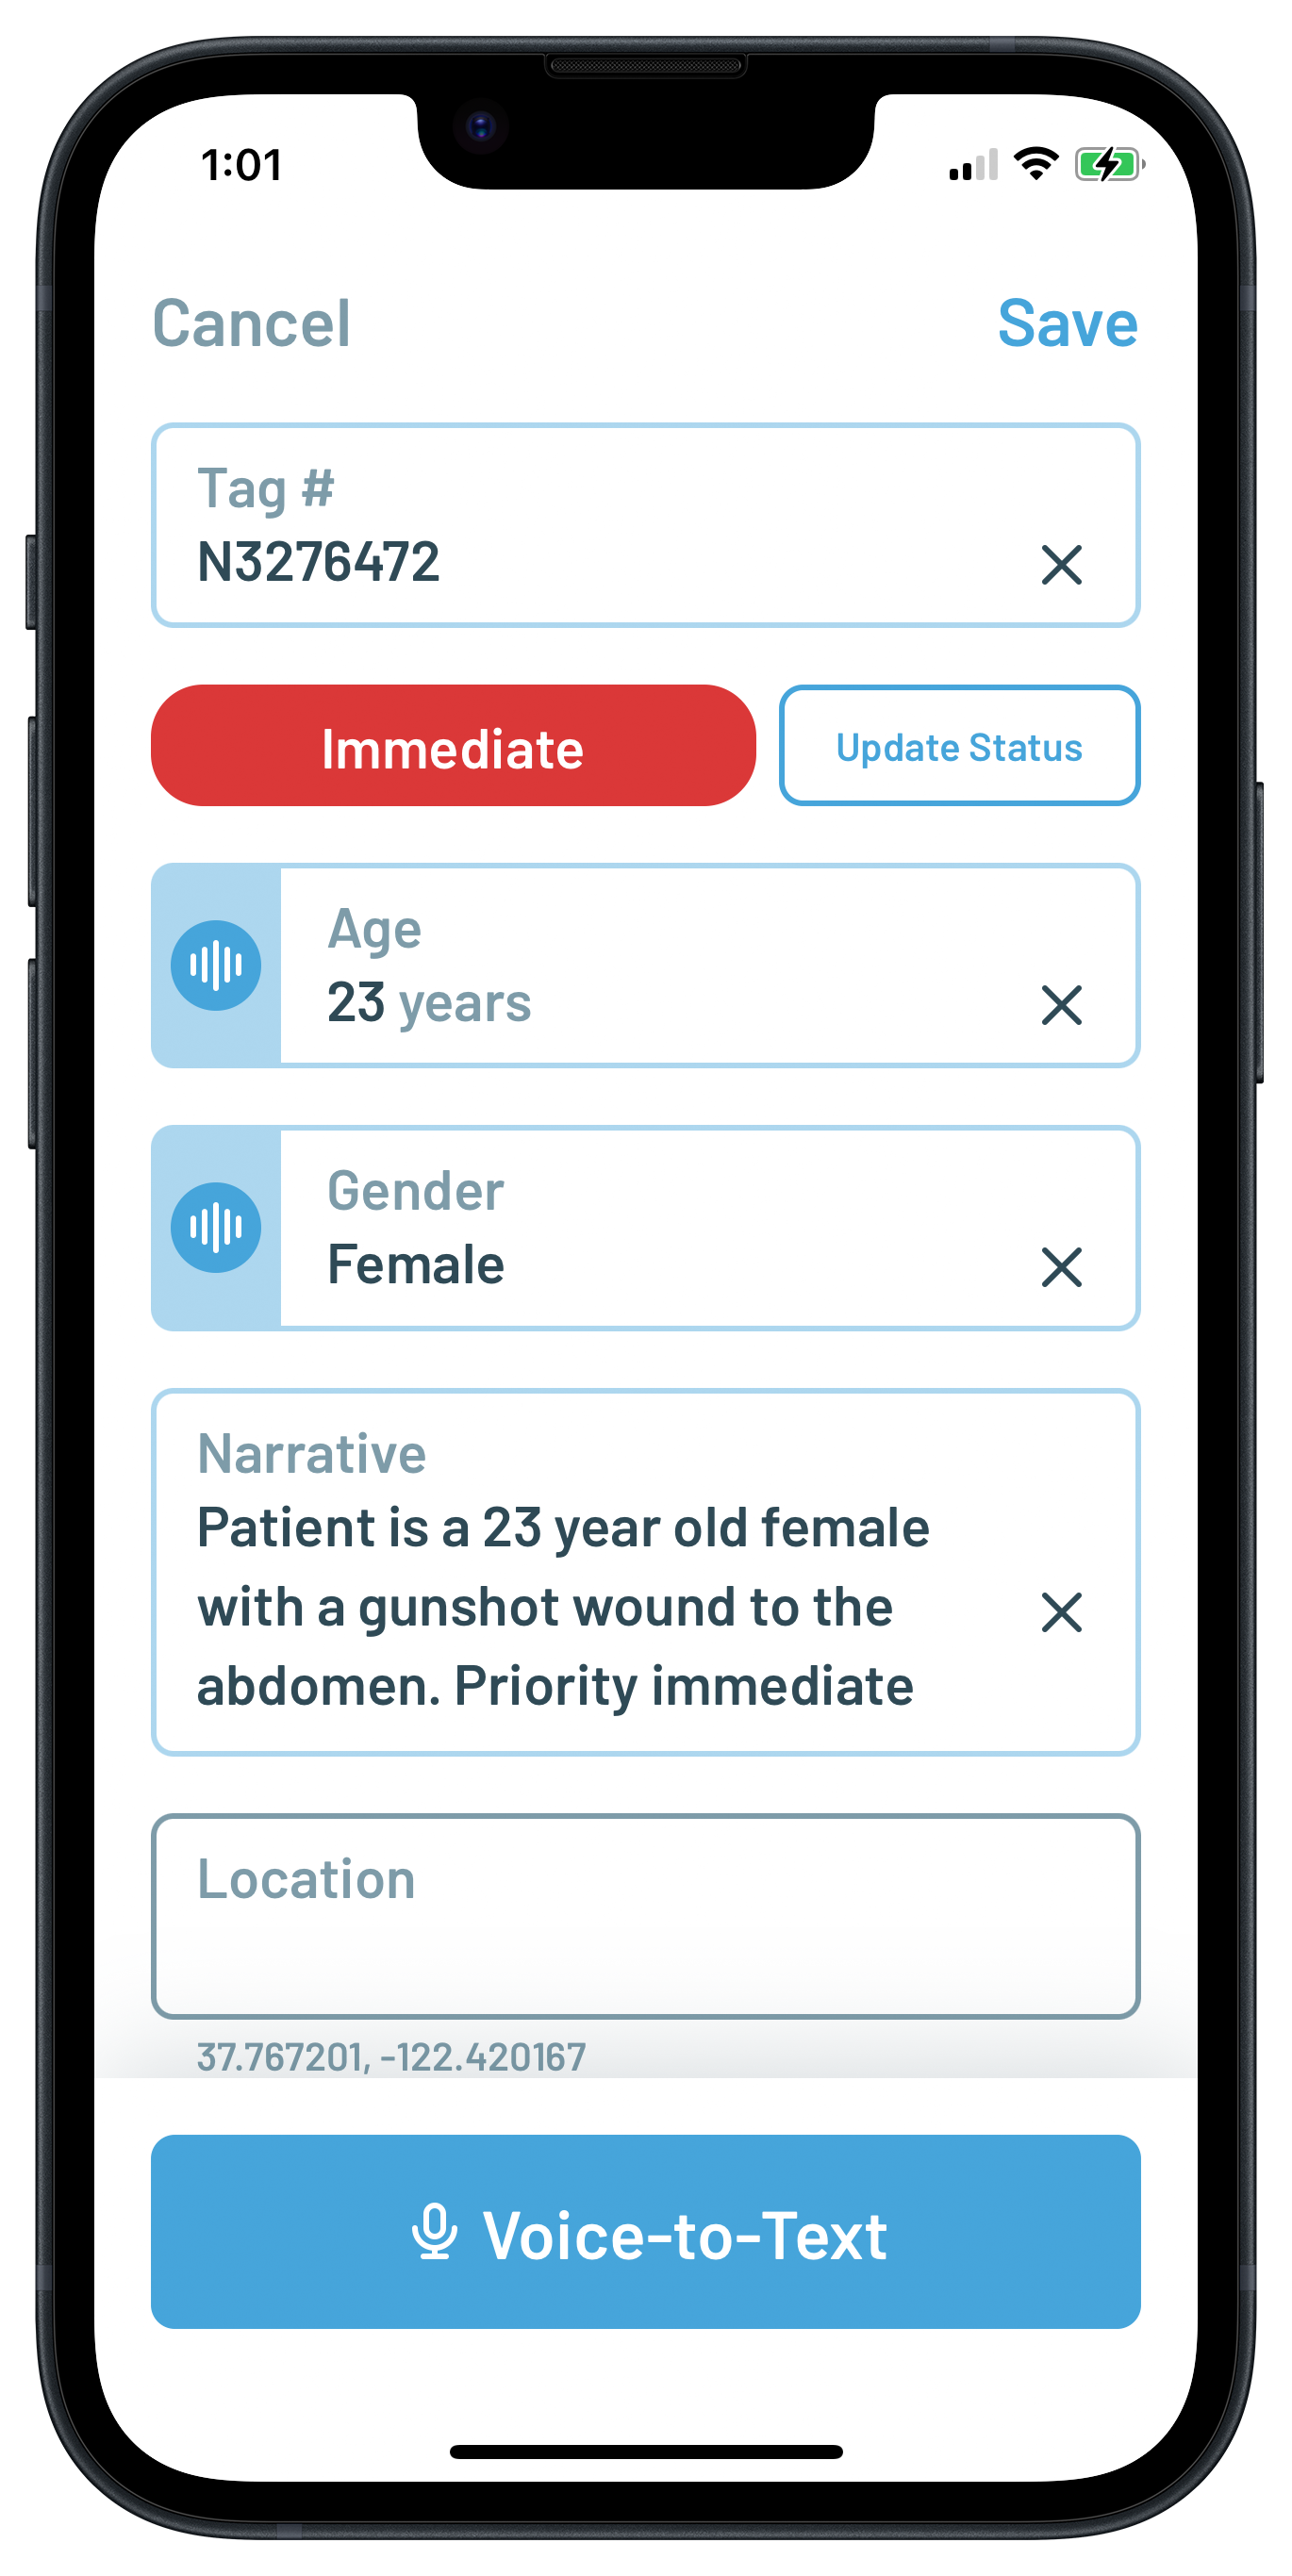 1:01
Cancel
Save
Tag #
N3276472
Immediate
Update Status
Age
23 years
Gender
Female
Narrative
Patient is a 23 year old female
with a gunshot wound to the
abdomen. Priority immediate
Location
37.767201, -122.420167
Voice-to-Text